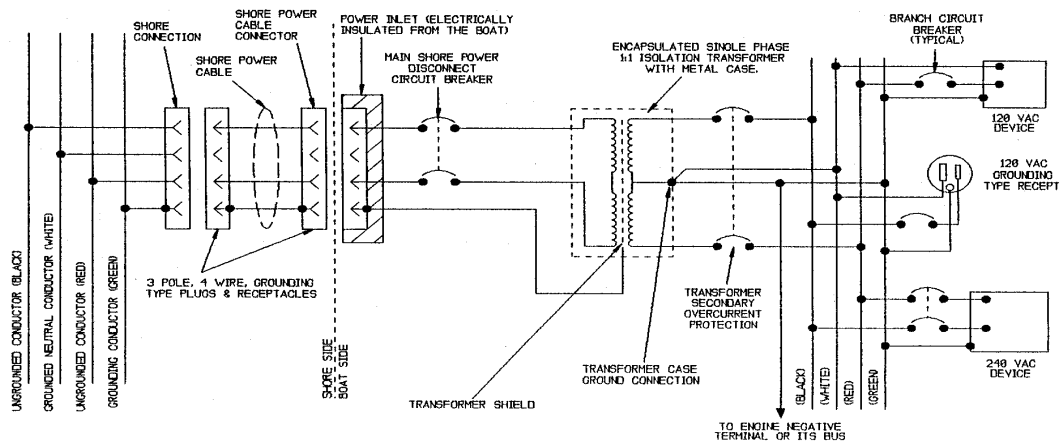 SHORE
CONNECTION
SHORE POWER
CABLE
SHORE POWER
CABLE
CONNECTOR
POWER INLET (ELECTRICALLY
INSULATED FROM THE BOAT)
MAIN SHORE POWER
DISCONNECT
CIRCUIT BREAKER
ENCAPSULATED SINGLE PHASE
1:1 ISOLATION TRANSFORMER
WITH METAL CASE.
BRANCH CIRCUIT
BREAKER
(TYPICAL)
120 VAC
DEVICE
120 VAC
GROUNDING
TYPE RECEPT
3 POLE, 4 WIRE, GROUNDING
TYPE PLUGS & RECEPTACLES
UNGROUNDED CONDUCTOR (BLACK)
GROUNDED NEUTRAL CONDUCTOR (WHITE)
UNGROUNDED CONDUCTOR (RED)
GROUNDING CONDUCTOR (GREEN)
SHORE SIDE
BOAT SIDE
TRANSFORMER SHIELD
TRANSFORMER CASE
GROUND CONNECTION
TRANSFORMER
SECONDARY
OVERCURRENT
PROTECTION
(BLACK)
(WHITE)
(RED)
(GREEN)
240 VAC
DEVICE
TO ENGINE NEGATIVE
TERMINAL OR ITS BUS